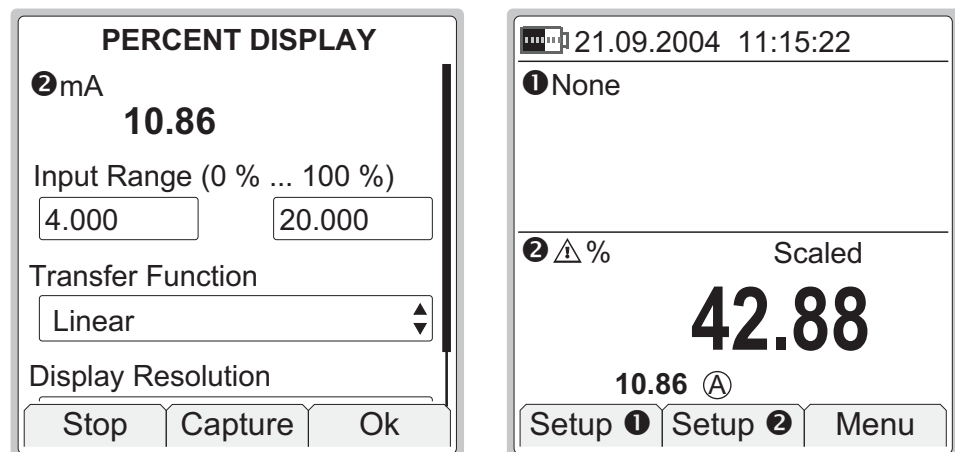 PERCENT DISPLAY
❷mA
10.86
Input Range (0 % ... 100 %)
4.000 20.000
Transfer Function
Linear
Display Resolution
Stop Capture Ok
21.09.2004 11:15:22
❶None
❷⚠% Scaled
42.88
10.86 Ⓐ
Setup ❶ Setup ❷ Menu